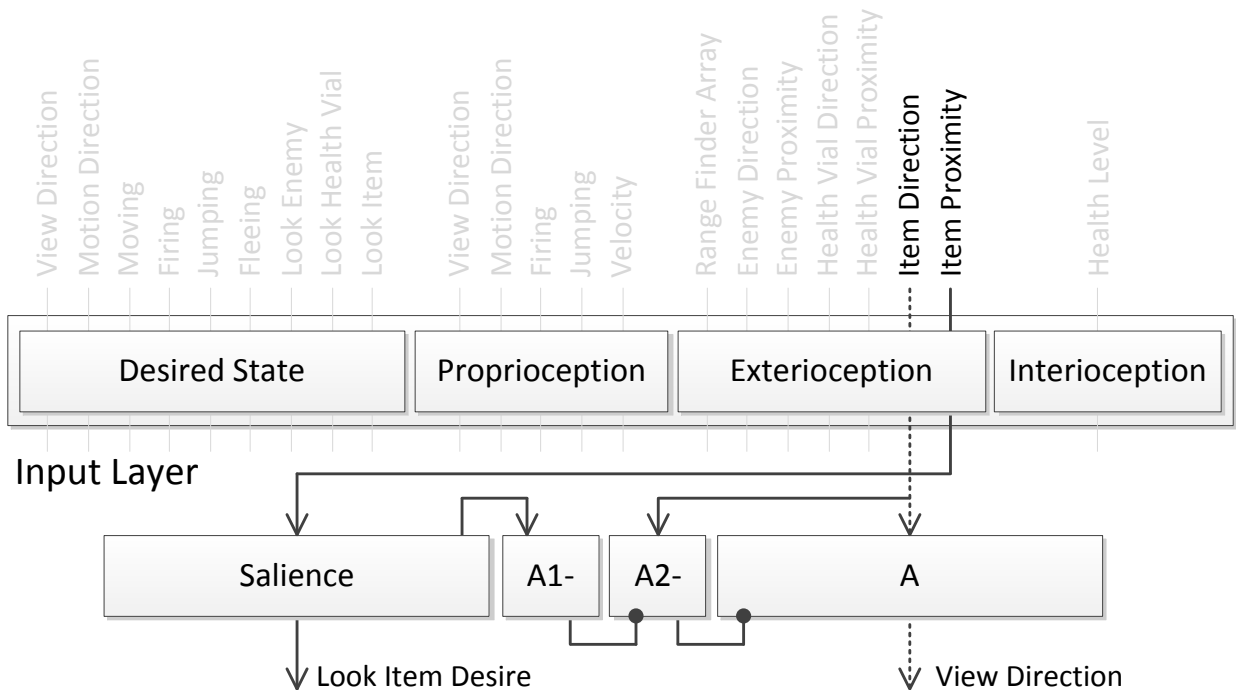 View Direction
Motion Direction
Moving
Firing
Jumping
Fleeing
Look Enemy
Look Health Vial
Look Item
View Direction
Motion Direction
Firing
Jumping
Velocity
Range Finder Array
Enemy Direction
Enemy Proximity
Health Vial Direction
Health Vial Proximity
Item Direction
Item Proximity
Health Level
Desired State
Proprioception
Exterioception
Interioception
Input Layer
Salience
A1-
A2-
A
Look Item Desire
View Direction